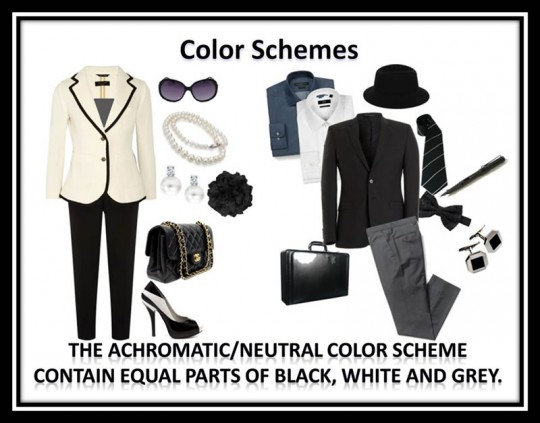 Color Schemes
THE ACHROMATIC/NEUTRAL COLOR SCHEME
CONTAIN EQUAL PARTS OF BLACK, WHITE AND GREY.